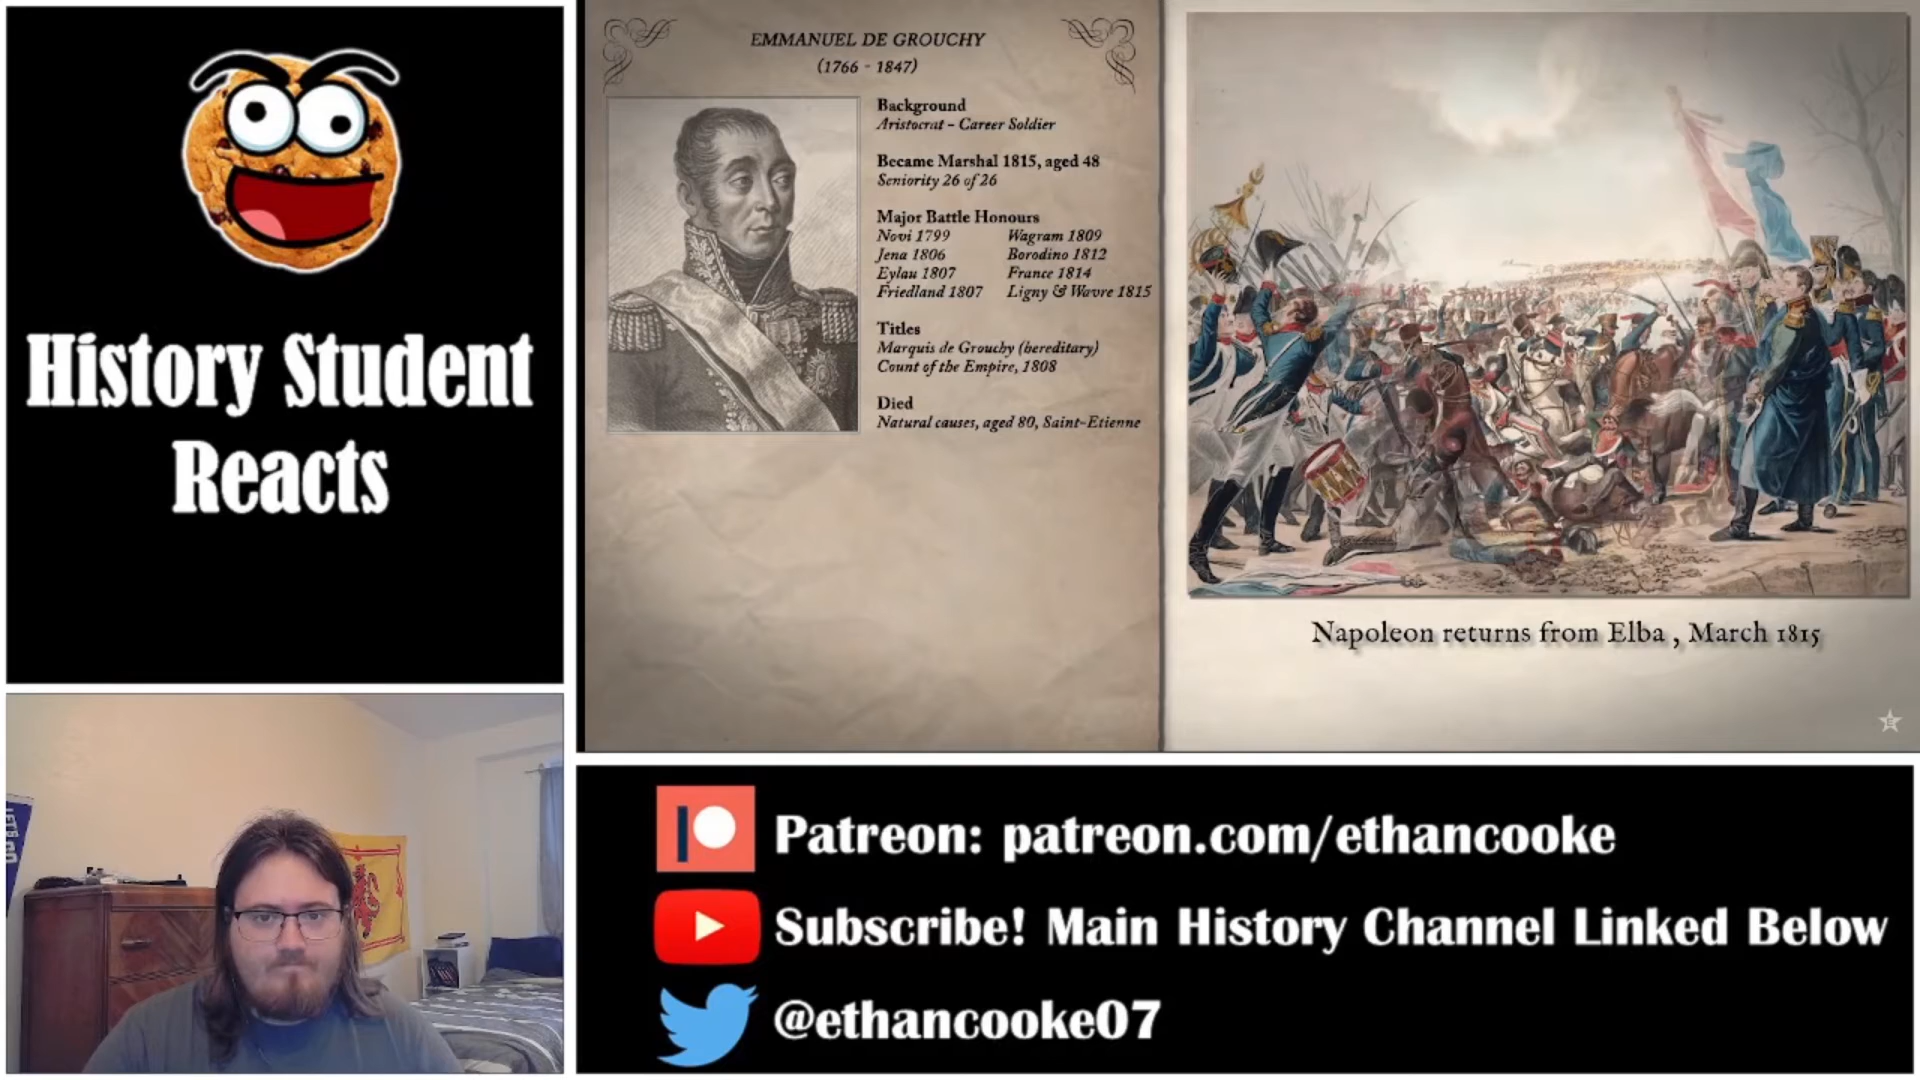 History Student
Reacts
EMMANUEL DE GROUCHY
(1766 - 1847)
Background
Aristocrat - Career Soldier
Became Marshal 1815, aged 48
Seniority 26 of 26
Major Battle Honours
Novi 1799 Wagram 1809
Jena 1806 Borodino 1812
Eylau 1807 France 1814
Friedland 1807 Ligny & Wavre 1815
Titles
Marquis de Grouchy (hereditary)
Count of the Empire, 1808
Died
Natural causes, aged 80, Saint-Etienne
Napoleon returns from Elba , March 1815
E
LET'S GO
Patreon: patreon.com/ethancooke
Subscribe! Main History Channel Linked Below
@ethancooke07